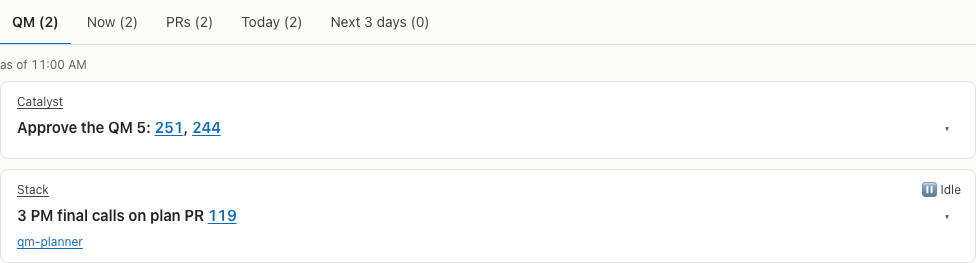 QM (2) Now (2) PRs (2) Today (2) Next 3 days (0)
as of 11:00 AM
Catalyst
Approve the QM 5: 251, 244
Stack
Idle
3 PM final calls on plan PR 119
qm-planner